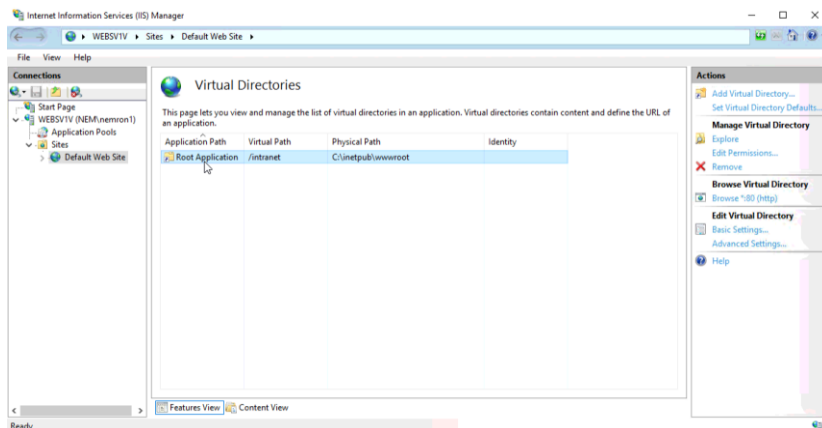 Internet Information Services (IIS) Manager
WEBSV1V Sites Default Web Site
File View Help
Connections
Start Page
WEBSV1V (NEM\nemron1)
Application Pools
Sites
Default Web Site
Virtual Directories
This page lets you view and manage the list of virtual directories in an application. Virtual directories contain content and define the URL of
an application.
Application Path Virtual Path Physical Path Identity
Root Application /intranet C:\inetpub\wwwroot
Features View Content View
Actions
Add Virtual Directory...
Set Virtual Directory Defaults...
Manage Virtual Directory
Explore
Edit Permissions...
Remove
Browse Virtual Directory
Browse *:80 (http)
Edit Virtual Directory
Basic Settings...
Advanced Settings...
Help
Ready